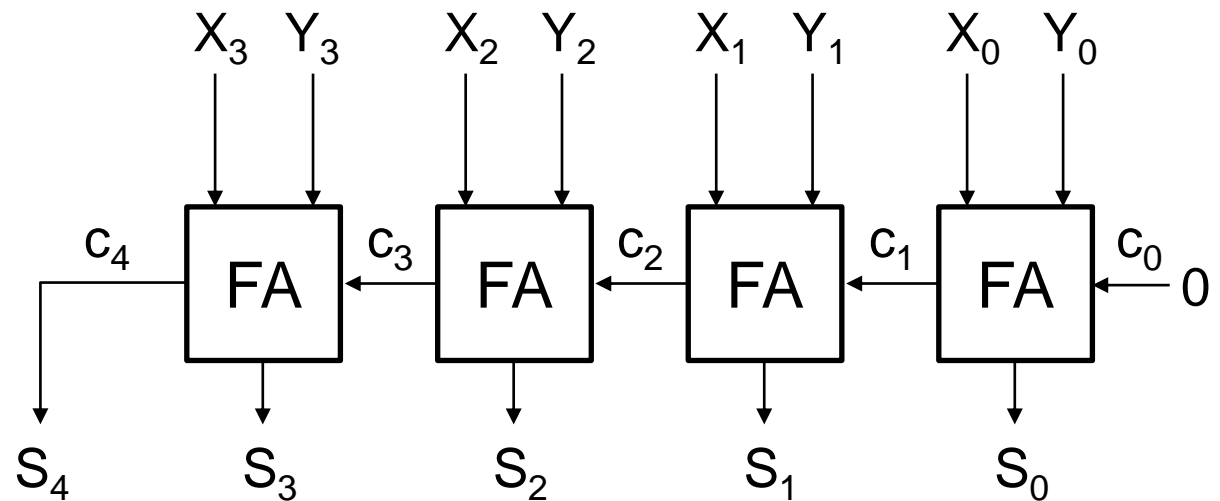 X₃ Y₃ X₂ Y₂ X₁ Y₁ X₀ Y₀
c₄ FA c₃ FA c₂ FA c₁ FA c₀ 0
S₄ S₃ S₂ S₁ S₀